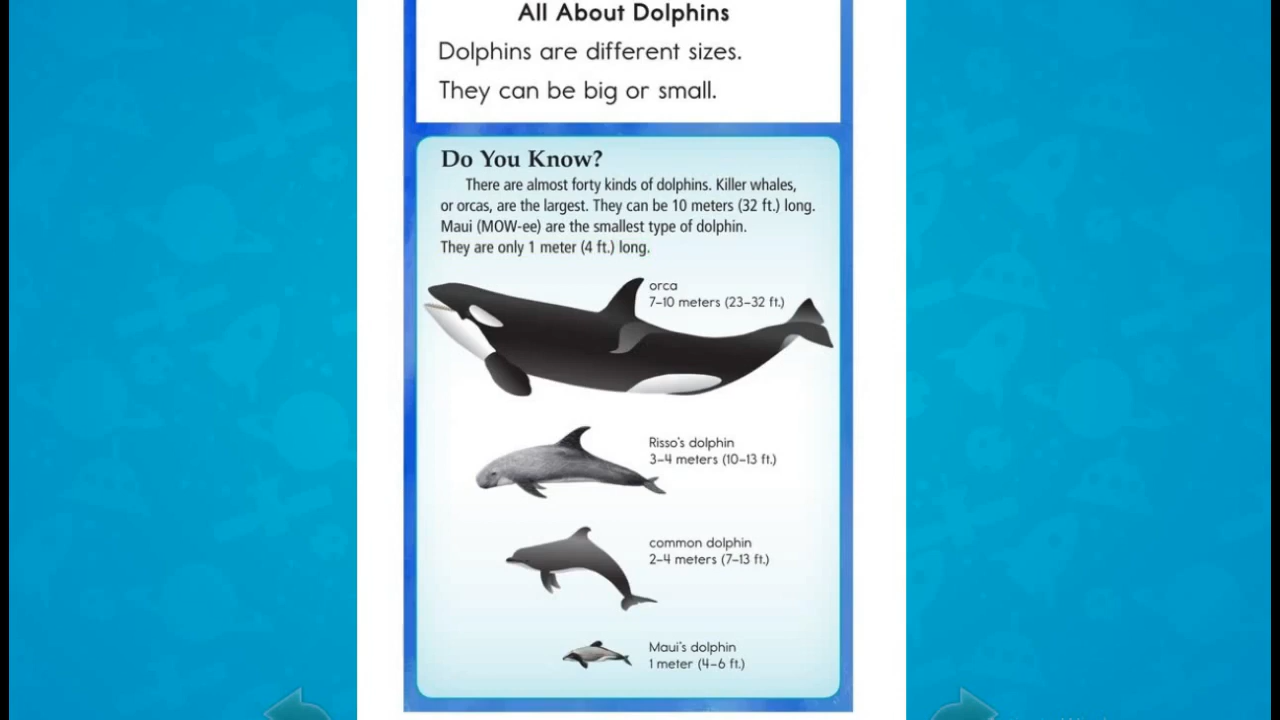 All About Dolphins
Dolphins are different sizes.
They can be big or small.
Do You Know?
There are almost forty kinds of dolphins. Killer whales,
or orcas, are the largest. They can be 10 meters (32 ft.) long.
Maui (MOW-ee) are the smallest type of dolphin.
They are only 1 meter (4 ft.) long.
orca
7–10 meters (23–32 ft.)
Risso's dolphin
3–4 meters (10–13 ft.)
common dolphin
2–4 meters (7–13 ft.)
Maui's dolphin
1 meter (4–6 ft.)